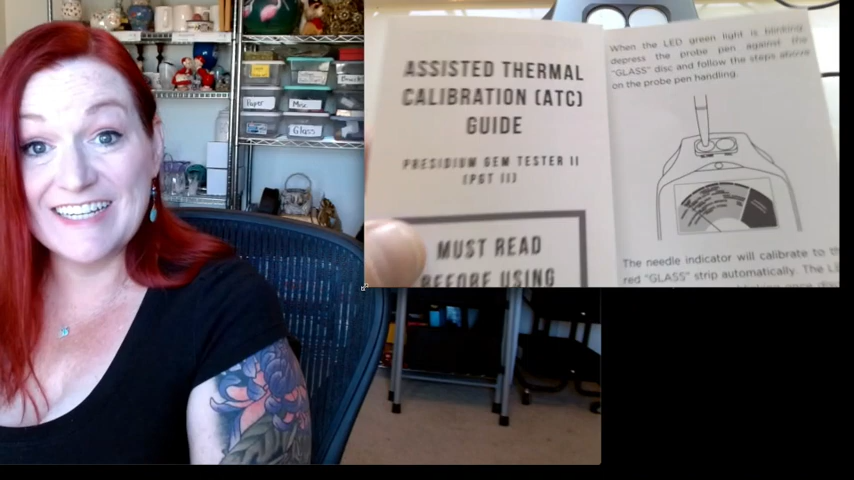 Paper
Misc
Glass
ASSISTED THERMAL
CALIBRATION (ATC)
GUIDE
PRESIDIUM GEM TESTER II
(PGT II)
MUST READ
BEFORE USING
When the LED green light is blinking,
depress the probe pen against the
"GLASS" disc and follow the steps above
on the probe pen handling.
The needle indicator will calibrate to
red "GLASS" strip automatically. The